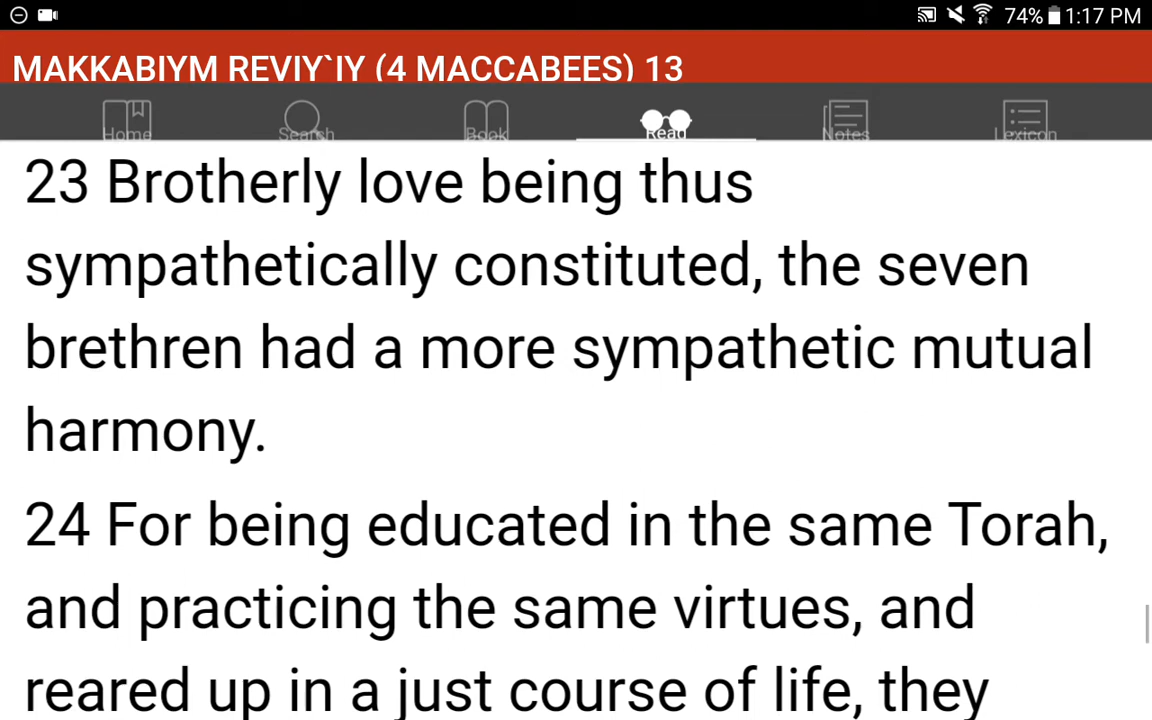 74% 1:17 PM
MAKKABIYM REVIY`IY (4 MACCABEES) 13
Home Search Book Read Notes Lexicon
23 Brotherly love being thus
sympathetically constituted, the seven
brethren had a more sympathetic mutual
harmony.
24 For being educated in the same Torah,
and practicing the same virtues, and
reared up in a just course of life, they